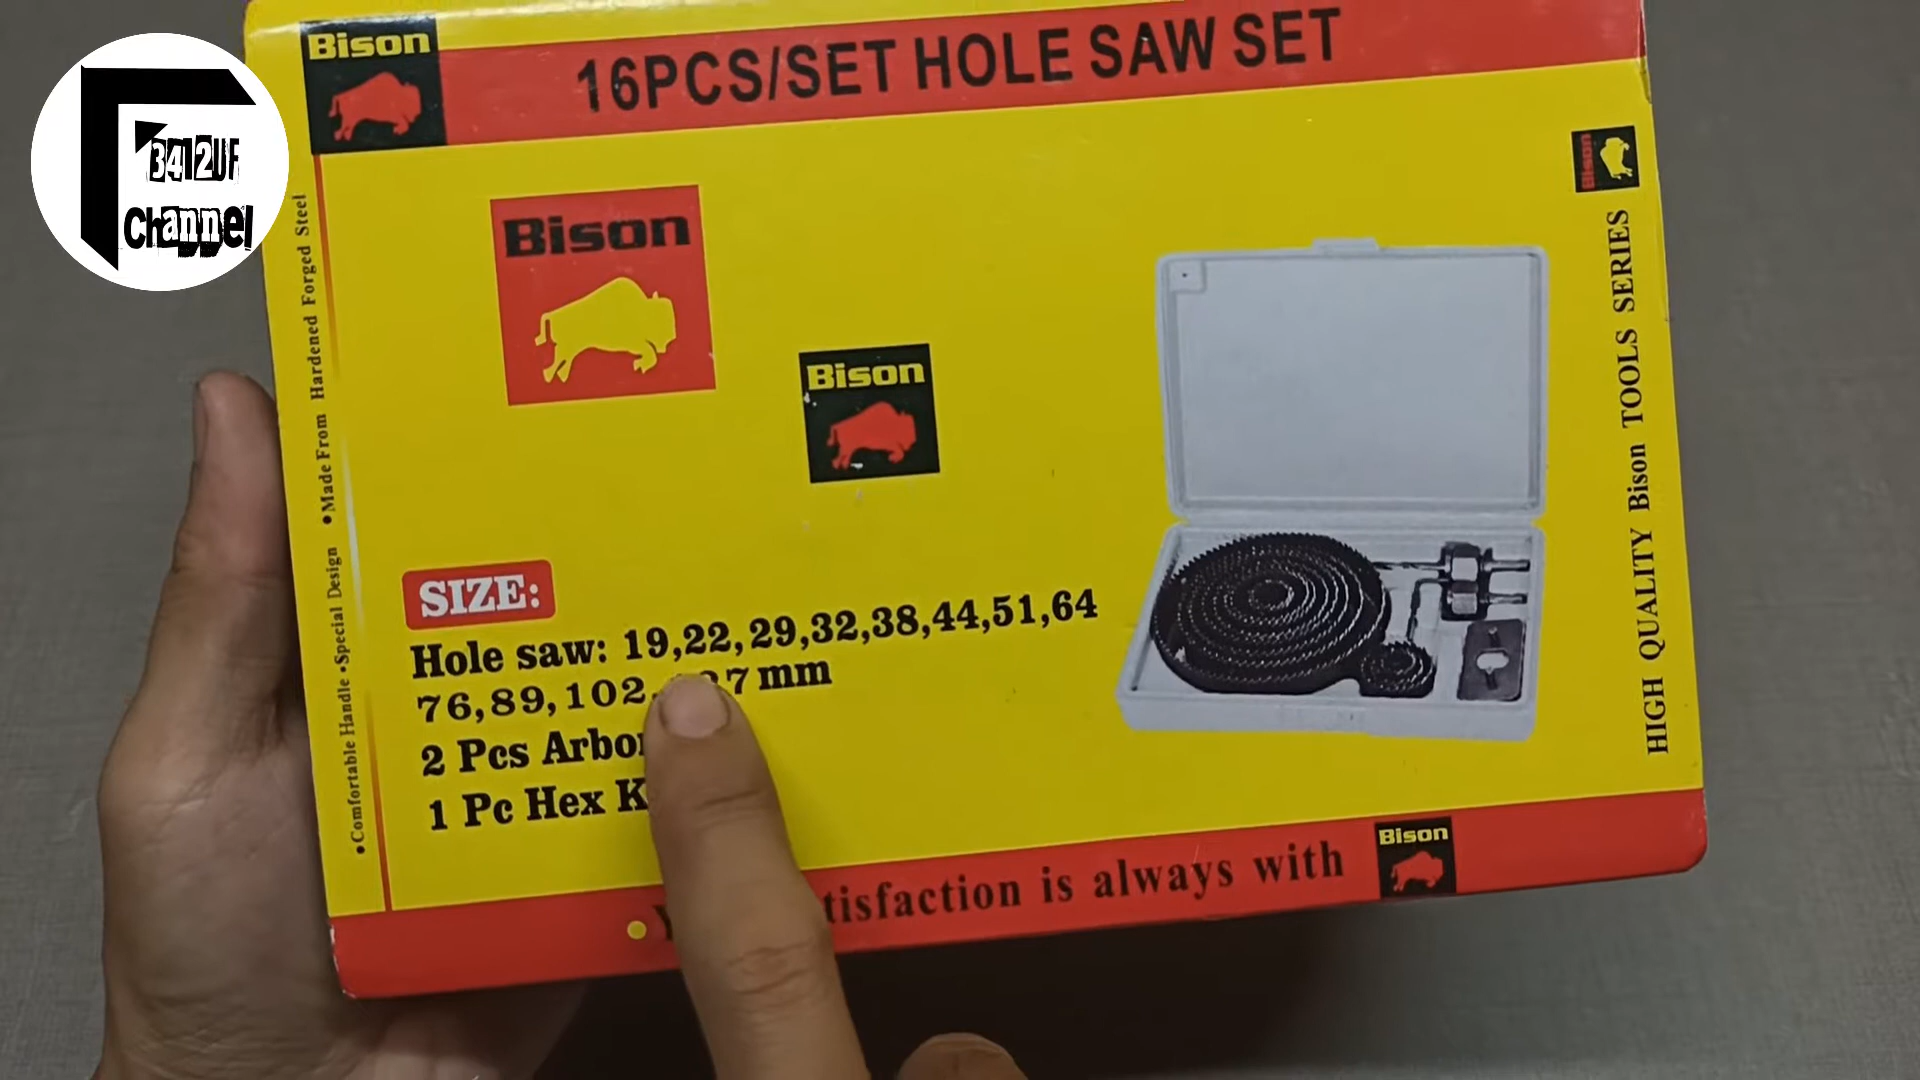 Bison
16PCS/SET HOLE SAW SET
3412UF
Channel
Bison
Bison
Bison
SIZE:
Hole saw: 19,22,29,32,38,44,51,64
76,89,102, 7mm
2 Pcs
1 Pc Hex
is always with
Bison
•Comfortable Handle •Special Design •Made From Hardened Forged Steel
HIGH QUALITY Bison TOOLS SERIES